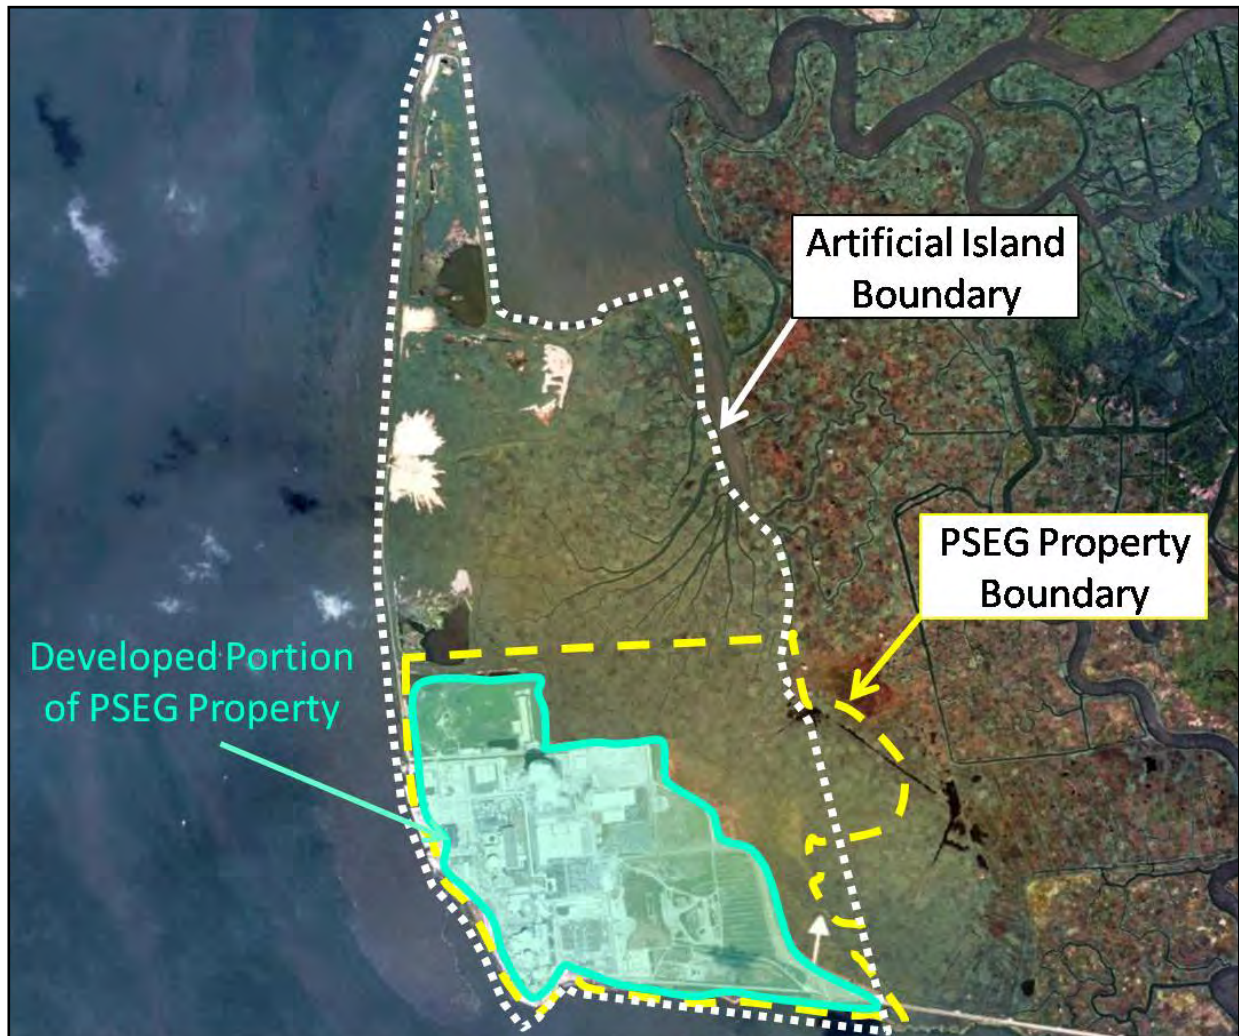 Artificial Island
Boundary
PSEG Property
Boundary
Developed Portion
of PSEG Property